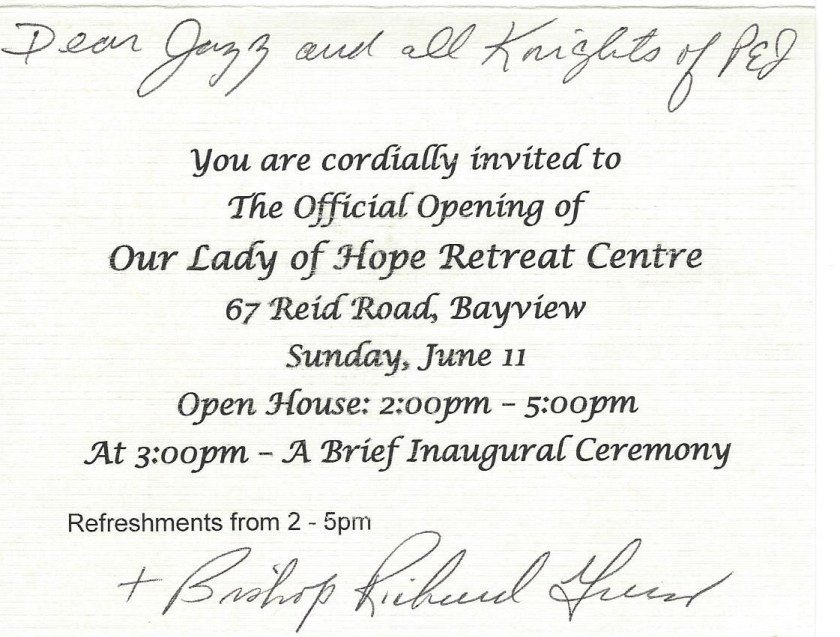 Dear Jazz and all Knights of PEI
You are cordially invited to
The Official Opening of
Our Lady of Hope Retreat Centre
67 Reid Road, Bayview
Sunday, June 11
Open House: 2:00pm – 5:00pm
At 3:00pm – A Brief Inaugural Ceremony
Refreshments from 2 - 5pm
+ Bishop Richard